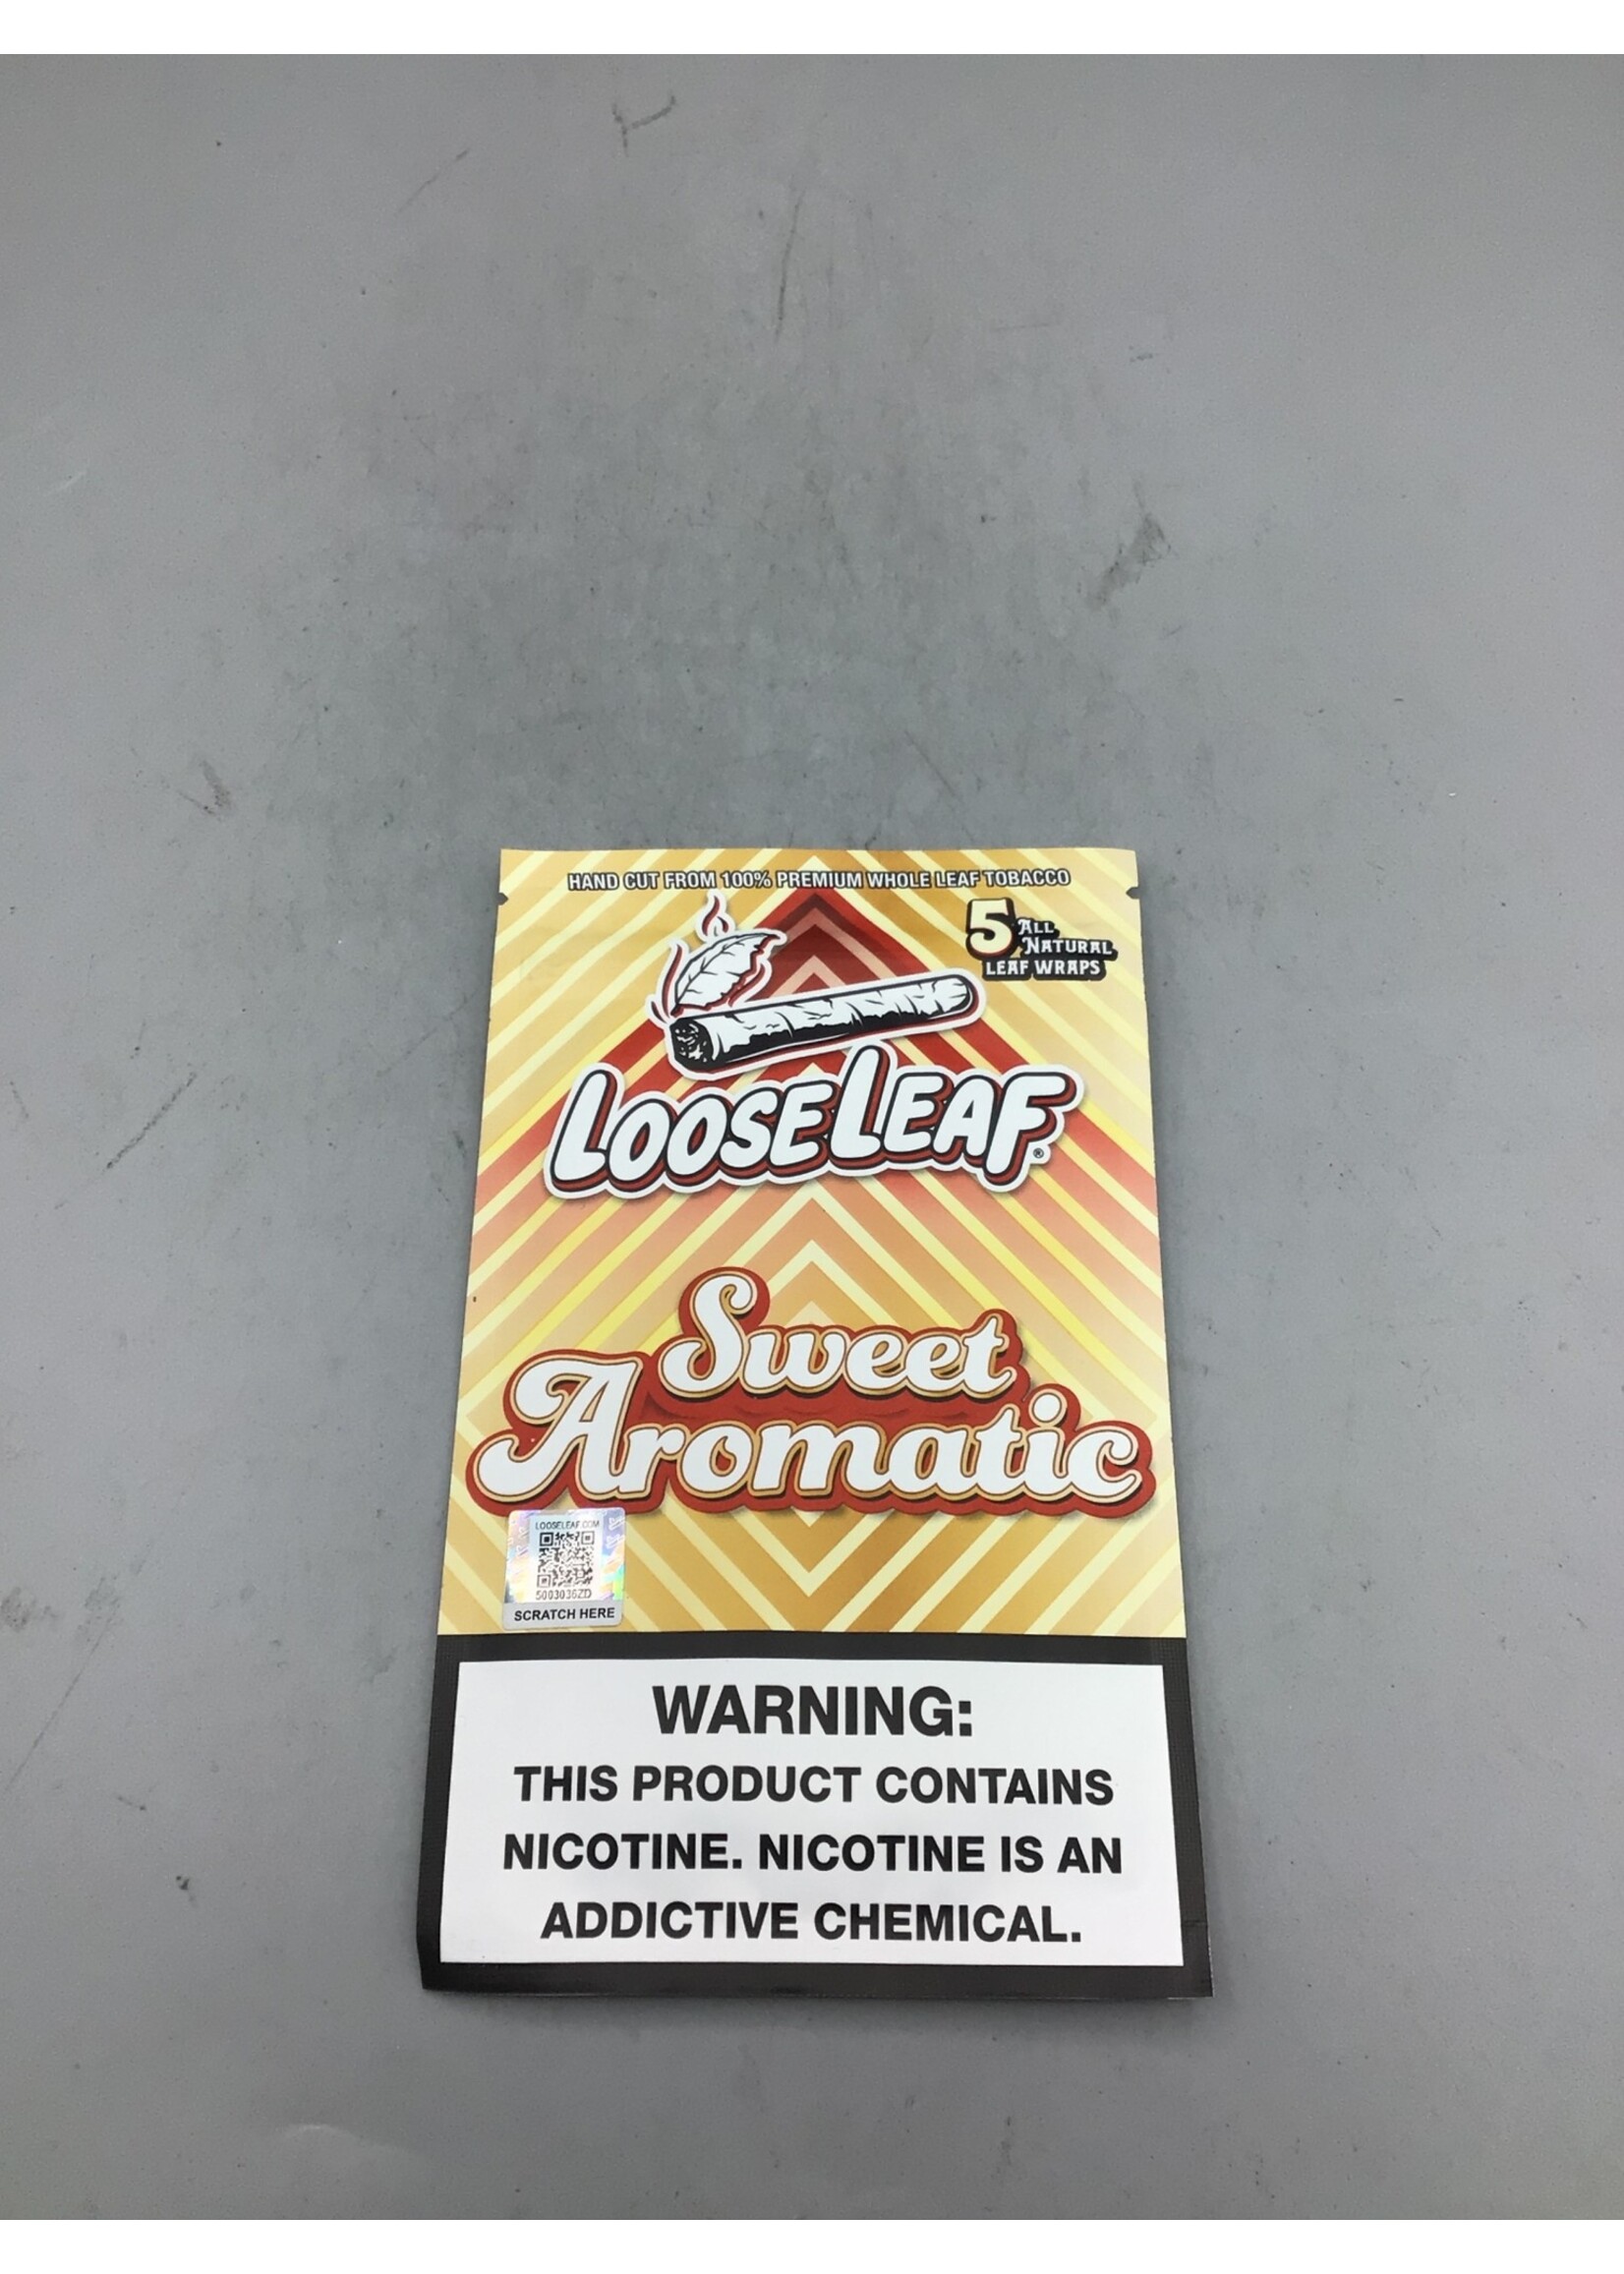 HAND CUT FROM 100% PREMIUM WHOLE LEAF TOBACCO
5 ALL
NATURAL
LEAF WRAPS
LOOSELEAF®
Sweet
Aromatic
LOOSELEAF.COM
5003036ZD
SCRATCH HERE
WARNING:
THIS PRODUCT CONTAINS
NICOTINE. NICOTINE IS AN
ADDICTIVE CHEMICAL.